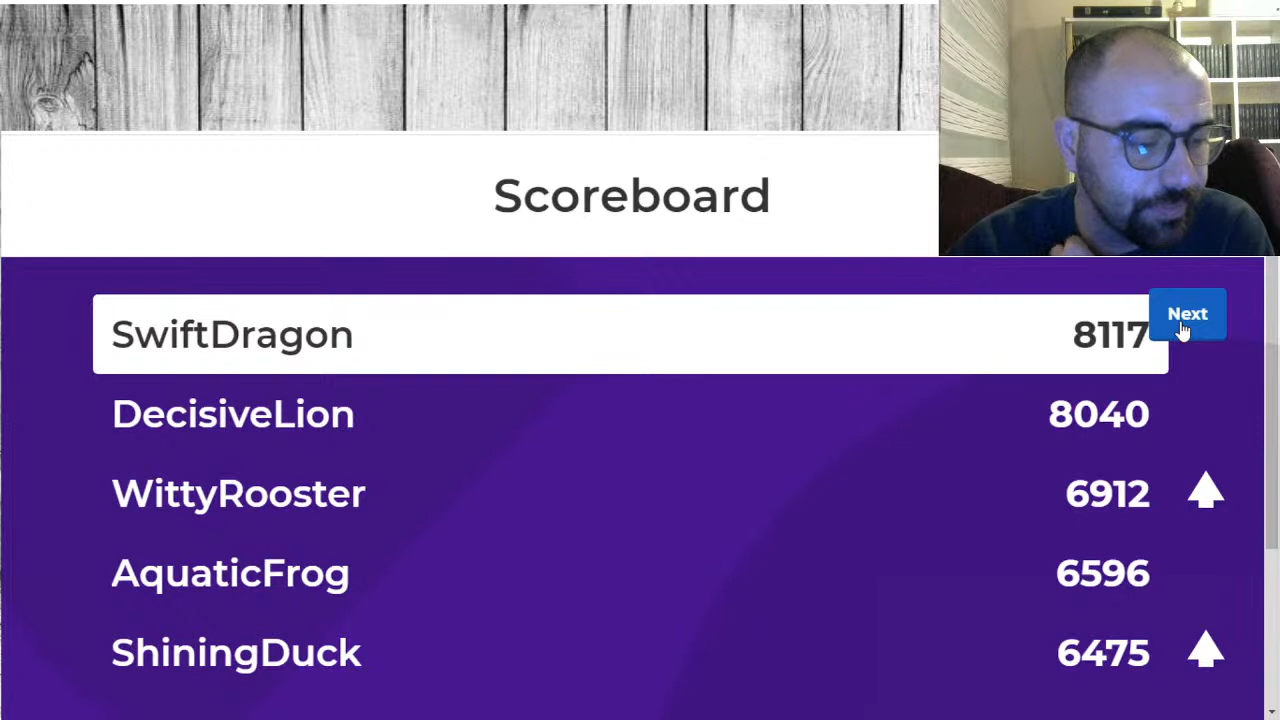 Scoreboard
Next
SwiftDragon 8117
DecisiveLion 8040
WittyRooster 6912
AquaticFrog 6596
ShiningDuck 6475